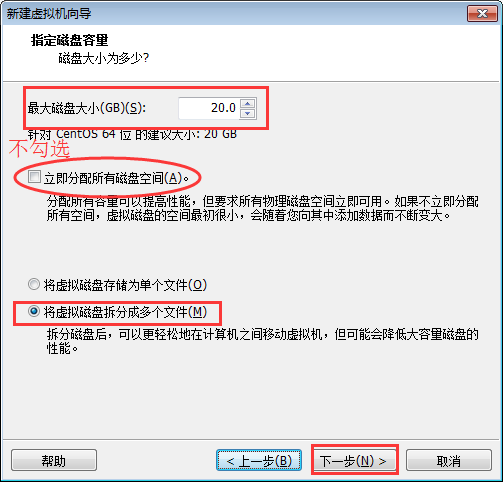 新建虚拟机向导
指定磁盘容量
磁盘大小为多少?
最大磁盘大小(GB)(S):
20.0
针对 CentOS 64 位 的建议大小: 20 GB
不勾选
立即分配所有磁盘空间(A)。
分配所有容量可以提高性能，但要求所有物理磁盘空间立即可用。如果不立即分配
所有空间，虚拟磁盘的空间最初很小，会随着您向其中添加数据而不断变大。
将虚拟磁盘存储为单个文件(O)
将虚拟磁盘拆分成多个文件(M)
拆分磁盘后，可以更轻松地在计算机之间移动虚拟机，但可能会降低大容量磁盘的
性能。
帮助
< 上一步(B)
下一步(N) >
取消